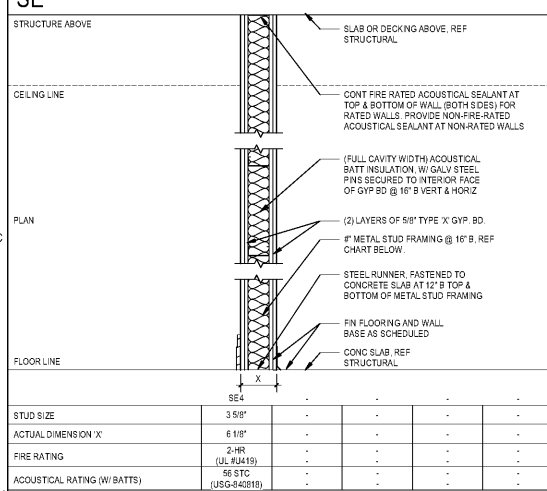 SE
STRUCTURE ABOVE
SLAB OR DECKING ABOVE, REF
STRUCTURAL
CEILING LINE
CONT FIRE RATED ACOUSTICAL SEALANT AT
TOP & BOTTOM OF WALL (BOTH SIDES) FOR
RATED WALLS. PROVIDE NON-FIRE-RATED
ACOUSTICAL SEALANT AT NON-RATED WALLS
(FULL CAVITY WIDTH) ACOUSTICAL
BATT INSULATION, W/ GALV STEEL
PINS SECURED TO INTERIOR FACE
OF GYP BD @ 16" B VERT & HORIZ
PLAN
(2) LAYERS OF 5/8" TYPE 'X' GYP. BD.
#" METAL STUD FRAMING @ 16" B, REF
CHART BELOW.
STEEL RUNNER, FASTENED TO
CONCRETE SLAB AT 12" B TOP &
BOTTOM OF METAL STUD FRAMING
FIN FLOORING AND WALL
BASE AS SCHEDULED
FLOOR LINE
CONC SLAB, REF
STRUCTURAL
X
SE4 - - - -
STUD SIZE 3 5/8" - - - -
ACTUAL DIMENSION 'X' 6 1/8" - - - -
FIRE RATING 2-HR - - - -
(UL #U419) - - - -
ACOUSTICAL RATING (W/ BATTS) 56 STC - - - -
(USG-840818) - - - -